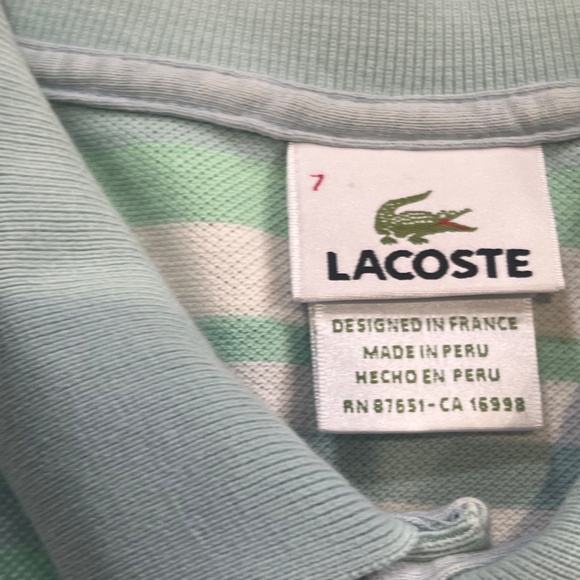 7
LACOSTE
DESIGNED IN FRANCE
MADE IN PERU
HECHO EN PERU
RN 87651-CA 16998